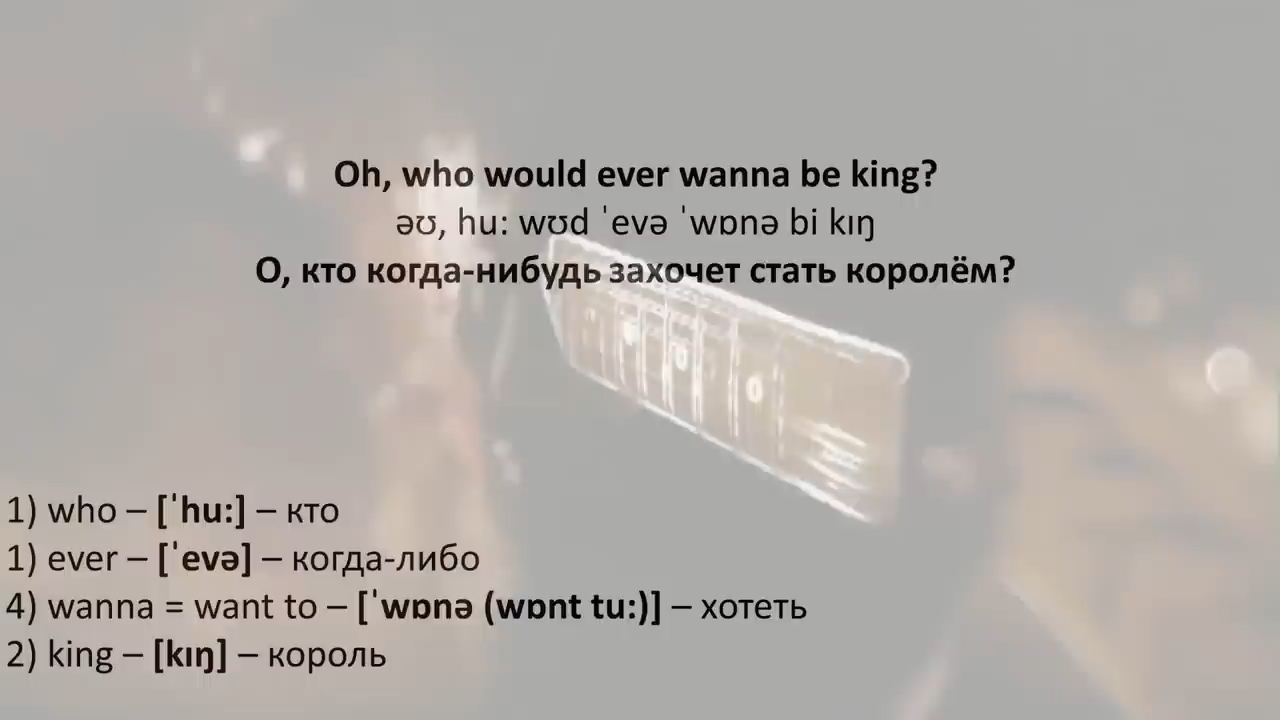 Oh, who would ever wanna be king?
əʊ, hu: wʊd ˈevə ˈwɒnə bi kɪŋ
О, кто когда-нибудь захочет стать королём?
1) who – [ˈhu:] – кто
1) ever – [ˈevə] – когда-либо
4) wanna = want to – [ˈwɒnə (wɒnt tu:)] – хотеть
2) king – [kɪŋ] – король